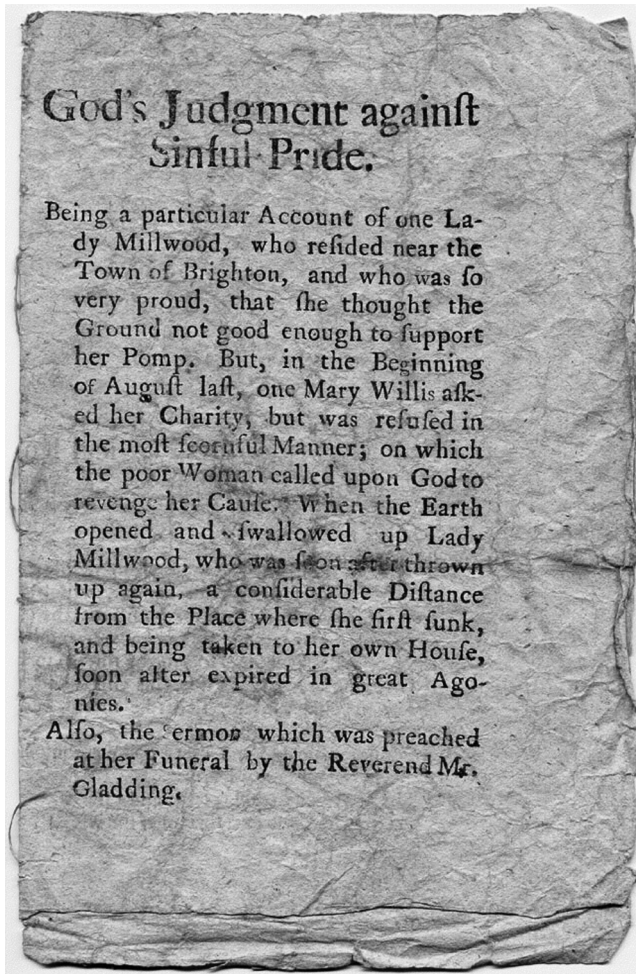 God's Judgment againſt
Sinful Pride.
Being a particular Account of one La-
dy Millwood, who reſided near the
Town of Brighton, and who was ſo
very proud, that ſhe thought the
Ground not good enough to ſupport
her Pomp. But, in the Beginning
of Auguſt laſt, one Mary Willis aſk-
ed her Charity, but was refuſed in
the moſt ſcornful Manner; on which
the poor Woman called upon God to
revenge her Cauſe. When the Earth
opened and ſwallowed up Lady
Millwood, who was ſoon after thrown
up again, a conſiderable Diſtance
from the Place where ſhe firſt ſunk,
and being taken to her own Houſe,
ſoon after expired in great Ago-
nies.
Alſo, the Sermon which was preached
at her Funeral by the Reverend Mr.
Gladding.